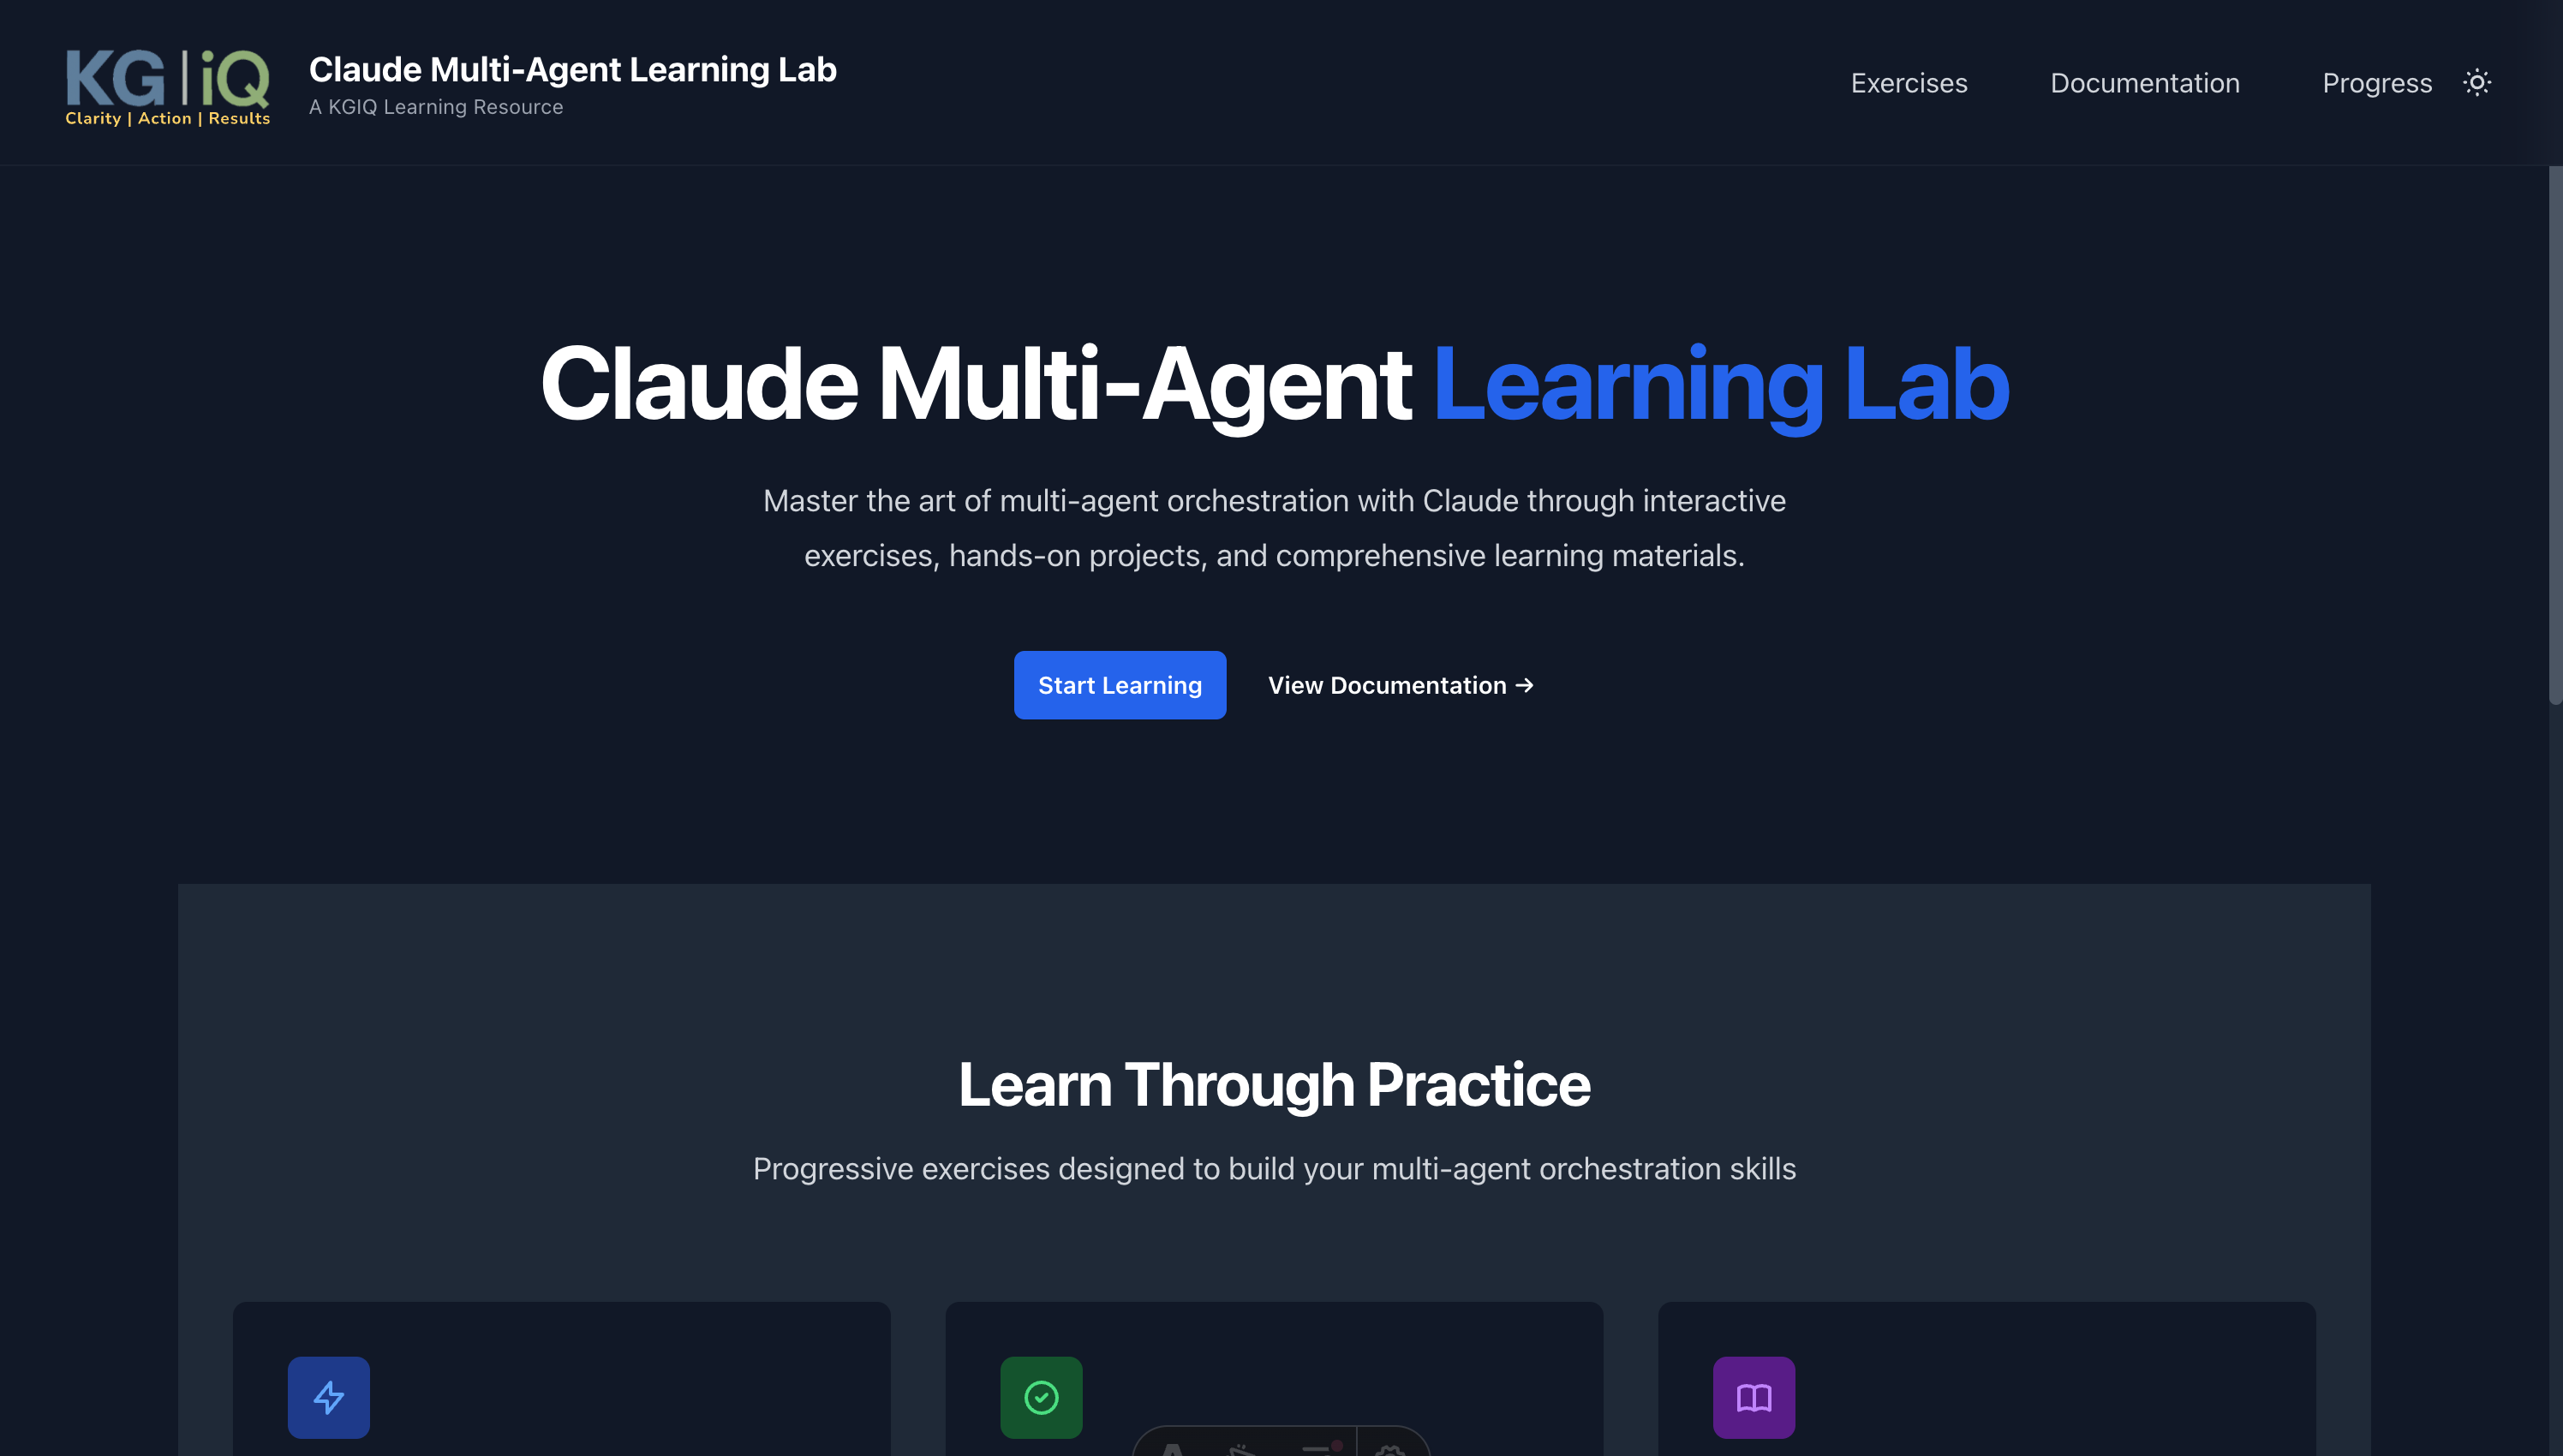 KG|iQ
Clarity | Action | Results
Claude Multi-Agent Learning Lab
A KGIQ Learning Resource
Exercises
Documentation
Progress
Claude Multi-Agent Learning Lab
Master the art of multi-agent orchestration with Claude through interactive
exercises, hands-on projects, and comprehensive learning materials.
Start Learning
View Documentation →
Learn Through Practice
Progressive exercises designed to build your multi-agent orchestration skills